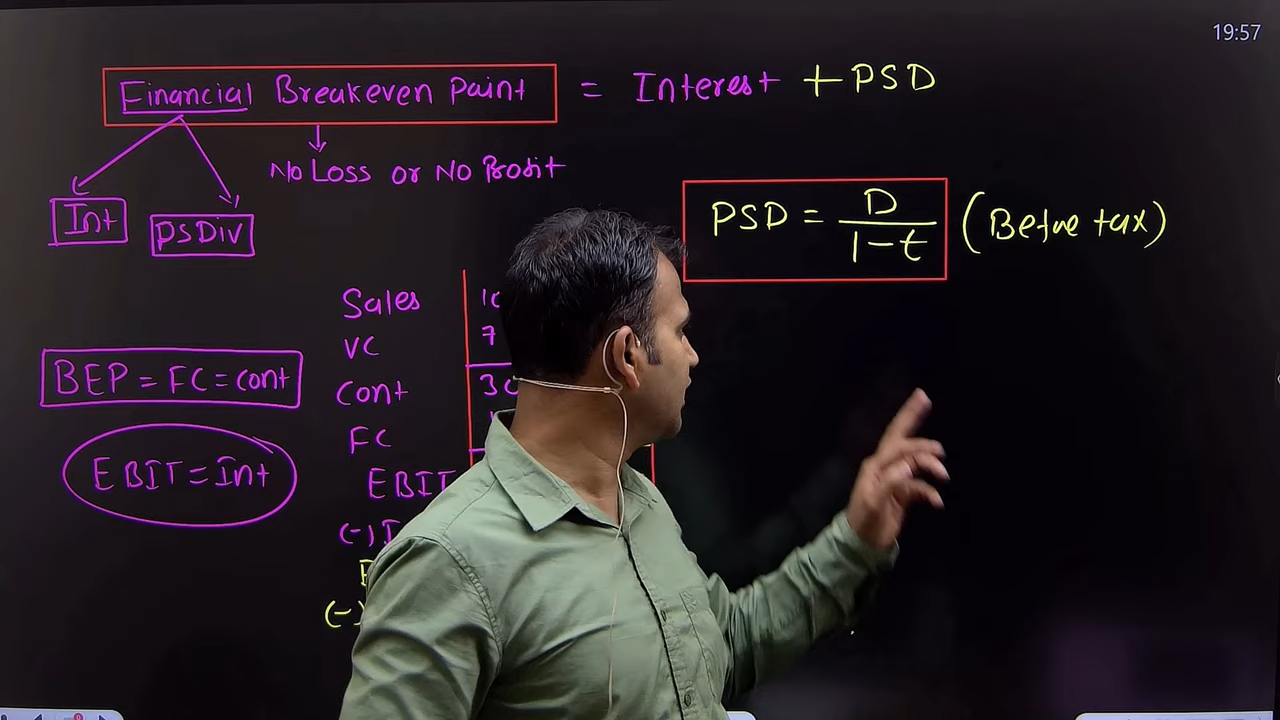 19:57
Financial Breakeven Point = Interest + PSD
No Loss or No Profit
Int
PSDiv
PSD = D / 1-t (Before tax)
Sales
VC 7
BEP = FC = Cont
Cont
FC
EBIT = Int
EBIT
(-)
(-)